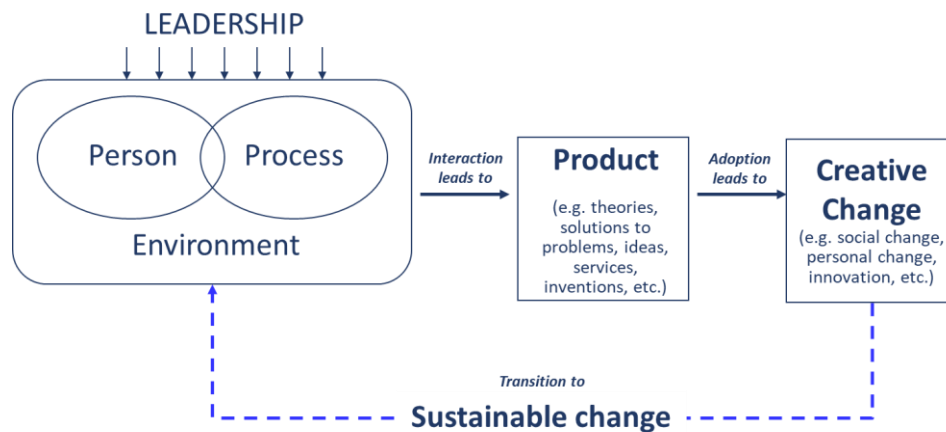 LEADERSHIP
Person
Process
Environment
Interaction
leads to
Product
(e.g. theories,
solutions to
problems, ideas,
services,
inventions, etc.)
Adoption
leads to
Creative
Change
(e.g. social change,
personal change,
innovation, etc.)
Transition to
Sustainable change